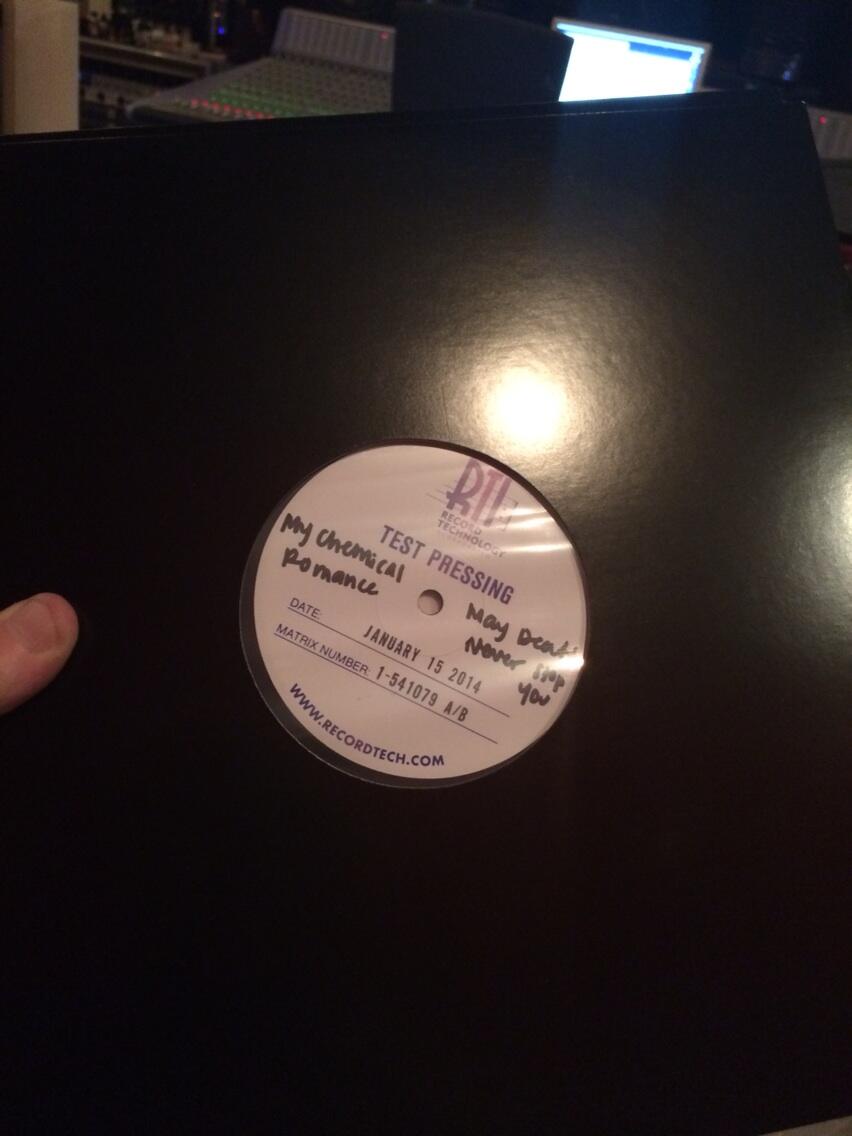 RTI
RECORD
TECHNOLOGY
TEST PRESSING
My Chemical
Romance
May Death
Never Stop
you
DATE: JANUARY 15 2014
MATRIX NUMBER: 1-541079 A/B
WWW.RECORDTECH.COM